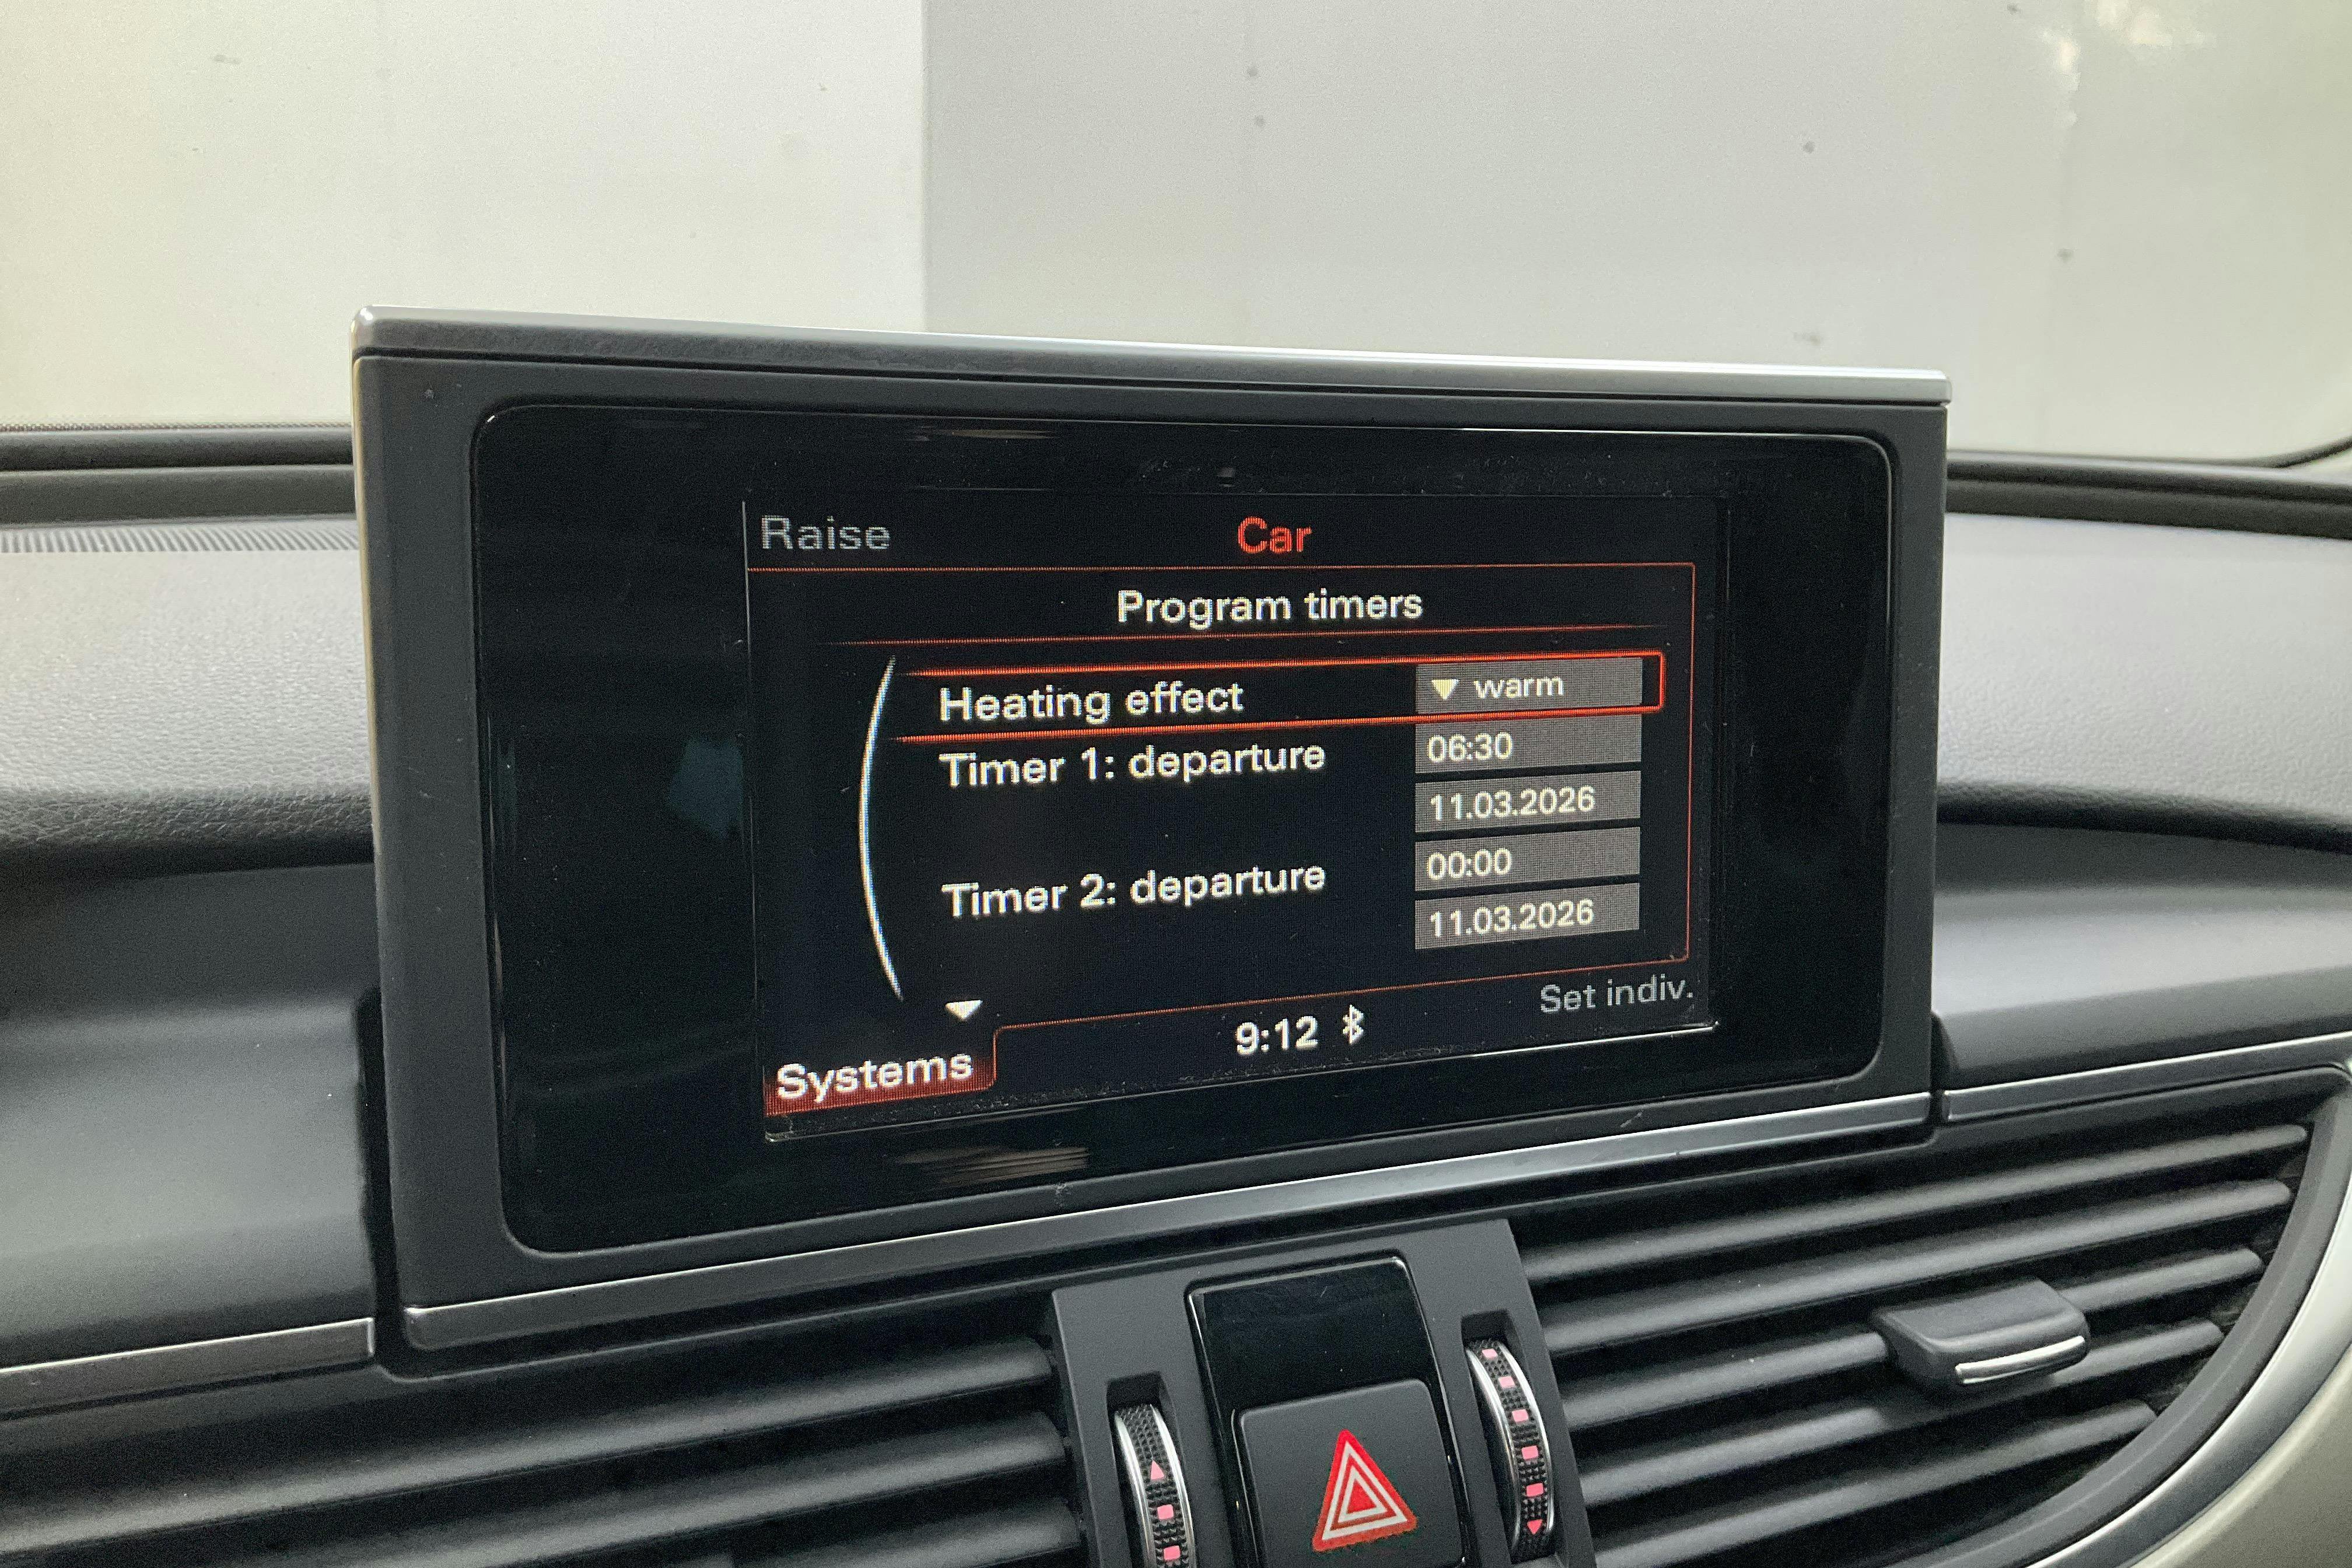 Raise Car
Program timers
Heating effect warm
Timer 1: departure 06:30
11.03.2026
Timer 2: departure 00:00
11.03.2026
Set indiv.
9:12
Systems